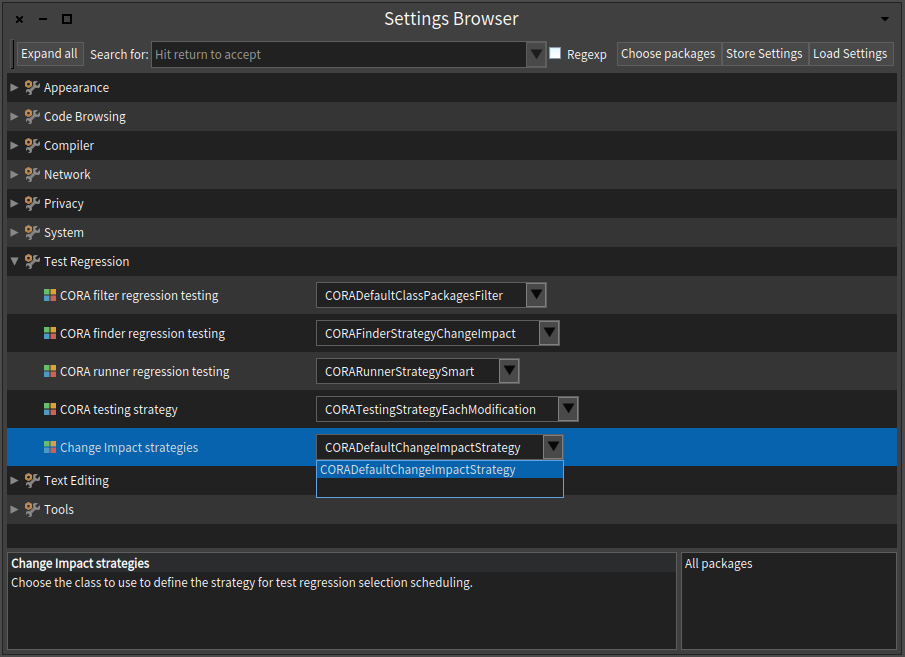 Settings Browser
Expand all Search for: Hit return to accept Regexp Choose packages Store Settings Load Settings
Appearance
Code Browsing
Compiler
Network
Privacy
System
Test Regression
CORA filter regression testing CORADefaultClassPackagesFilter
CORA finder regression testing CORAFinderStrategyChangeImpact
CORA runner regression testing CORARunnerStrategySmart
CORA testing strategy CORATestingStrategyEachModification
Change Impact strategies CORADefaultChangeImpactStrategy
CORADefaultChangeImpactStrategy
Text Editing
Tools
Change Impact strategies All packages
Choose the class to use to define the strategy for test regression selection scheduling.